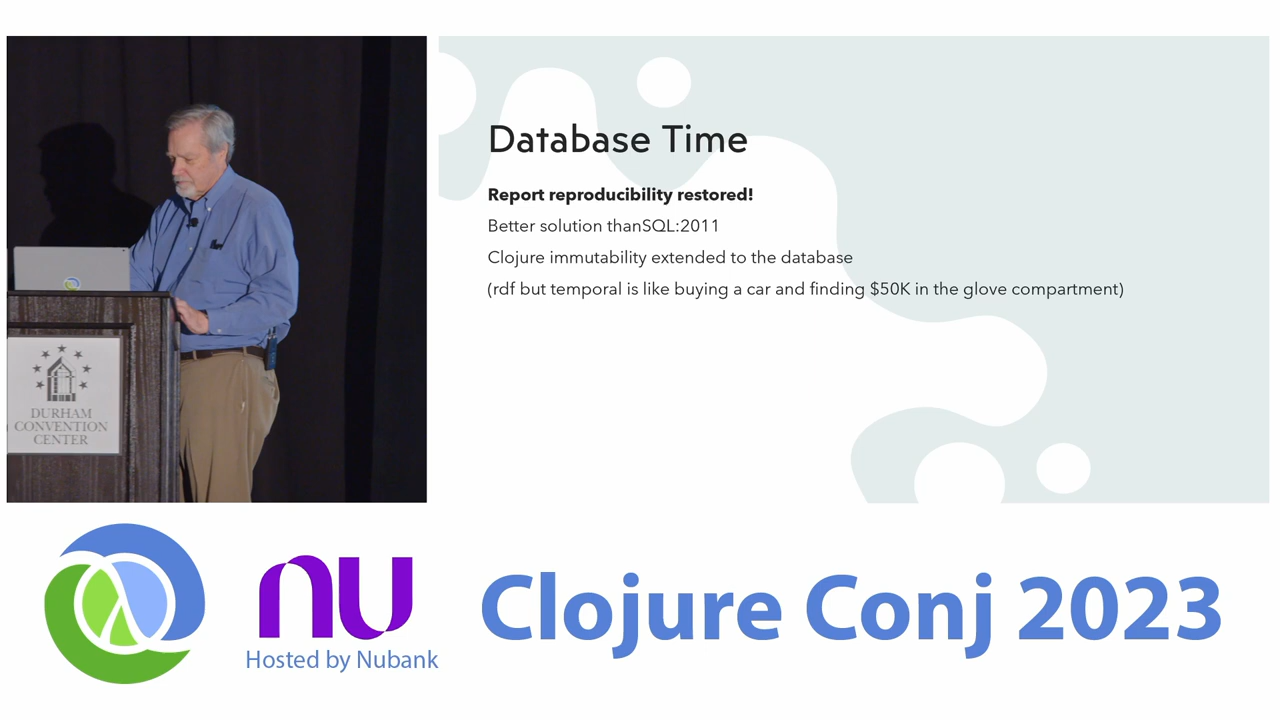 Database Time
Report reproducibility restored!
Better solution thanSQL:2011
Clojure immutability extended to the database
(rdf but temporal is like buying a car and finding $50K in the glove compartment)
DURHAM
CONVENTION
CENTER
nu
Hosted by Nubank
Clojure Conj 2023